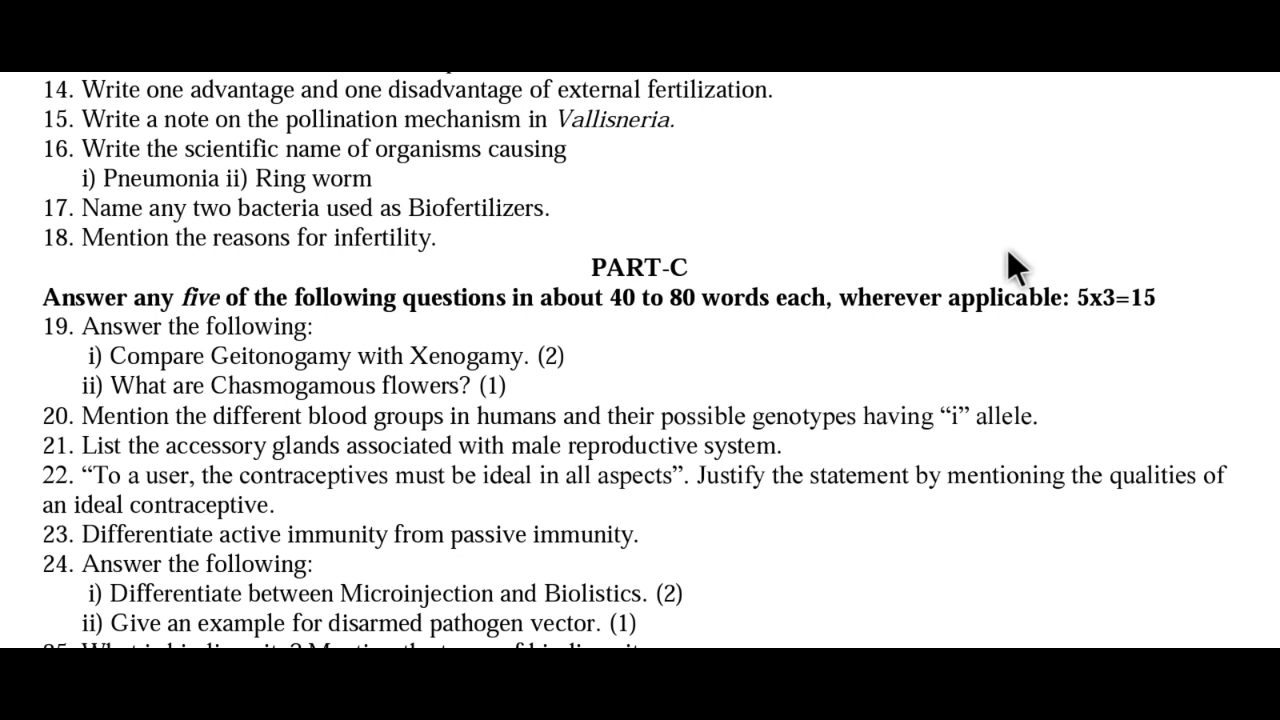 14. Write one advantage and one disadvantage of external fertilization.
15. Write a note on the pollination mechanism in Vallisneria.
16. Write the scientific name of organisms causing
i) Pneumonia ii) Ring worm
17. Name any two bacteria used as Biofertilizers.
18. Mention the reasons for infertility.
PART-C
Answer any five of the following questions in about 40 to 80 words each, wherever applicable: 5x3=15
19. Answer the following:
i) Compare Geitonogamy with Xenogamy. (2)
ii) What are Chasmogamous flowers? (1)
20. Mention the different blood groups in humans and their possible genotypes having “i” allele.
21. List the accessory glands associated with male reproductive system.
22. “To a user, the contraceptives must be ideal in all aspects”. Justify the statement by mentioning the qualities of
an ideal contraceptive.
23. Differentiate active immunity from passive immunity.
24. Answer the following:
i) Differentiate between Microinjection and Biolistics. (2)
ii) Give an example for disarmed pathogen vector. (1)